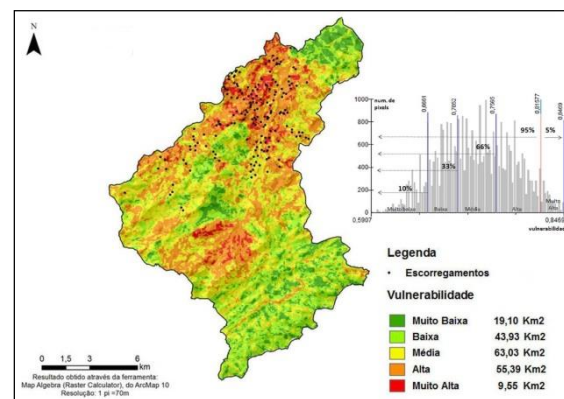 N
num. de
pixels
0,6681
0,7052
0,7565
0,81577
0,8469
1000
800
600
400
200
0
95%
5%
66%
33%
10%
Muito Baixa
Baixa
Média
Alta
Muito
Alta
0,5907
0,8469
vulnerabilidade
Legenda
Escorregamentos
Vulnerabilidade
Muito Baixa 19,10 Km2
Baixa 43,93 Km2
Média 63,03 Km2
Alta 55,39 Km2
Muito Alta 9,55 Km2
0 1,5 3 6
km
Resultado obtido através da ferramenta:
Map Algebra (Raster Calculator), do ArcMap 10
Resolução: 1 pi =70m